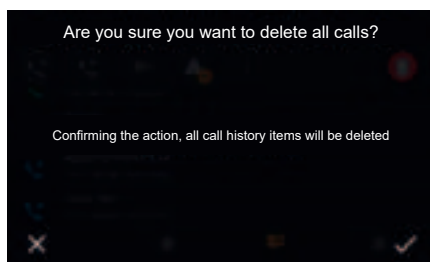 Are you sure you want to delete all calls?
Confirming the action, all call history items will be deleted